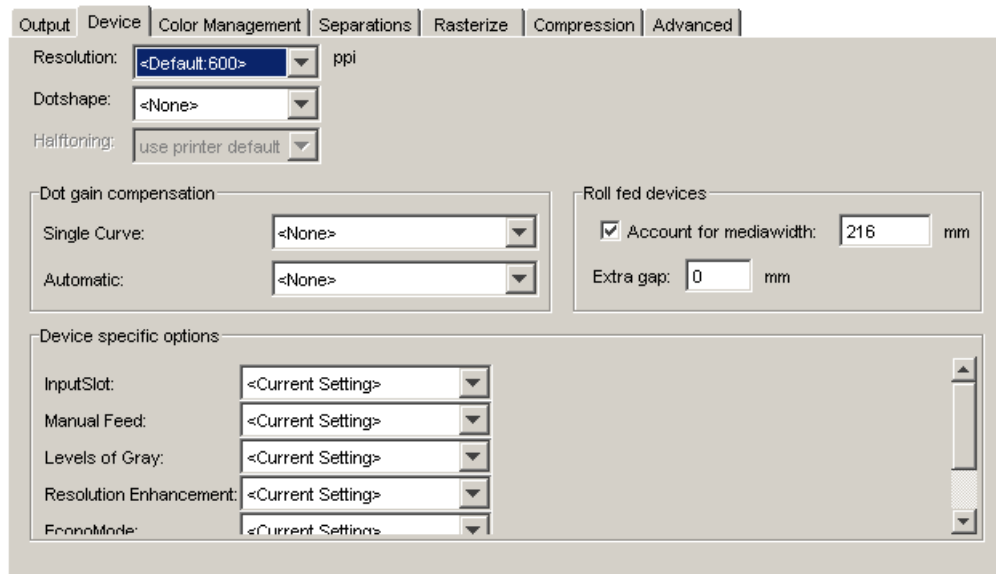 Output Device Color Management Separations Rasterize Compression Advanced
Resolution: <Default:600> ppi
Dotshape: <None>
Halftoning: use printer default
Dot gain compensation
Single Curve: <None>
Automatic: <None>
Roll fed devices
Account for mediawidth: 216 mm
Extra gap: 0 mm
Device specific options
InputSlot: <Current Setting>
Manual Feed: <Current Setting>
Levels of Gray: <Current Setting>
Resolution Enhancement: <Current Setting>
EconoMode: <Current Setting>